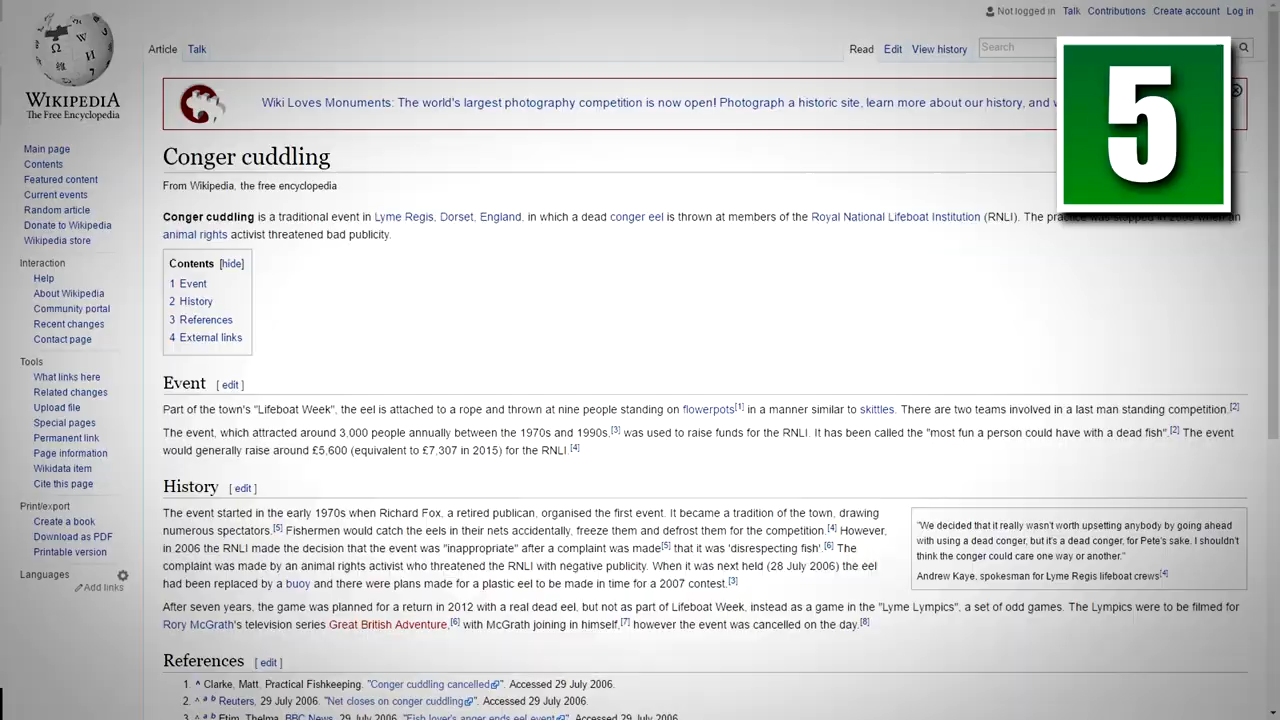 Not logged in Talk Contributions Create account Log in
Article Talk Read Edit View history Search
5
WIKIPEDIA
The Free Encyclopedia
Wiki Loves Monuments: The world's largest photography competition is now open! Photograph a historic site, learn more about our history, and
Main page
Contents
Featured content
Current events
Random article
Donate to Wikipedia
Wikipedia store
Interaction
Help
About Wikipedia
Community portal
Recent changes
Contact page
Tools
What links here
Related changes
Upload file
Special pages
Permanent link
Page information
Wikidata item
Cite this page
Print/export
Create a book
Download as PDF
Printable version
Languages
Add links
Conger cuddling
From Wikipedia, the free encyclopedia
Conger cuddling is a traditional event in Lyme Regis, Dorset, England, in which a dead conger eel is thrown at members of the Royal National Lifeboat Institution (RNLI). The practice was stopped in when an
animal rights activist threatened bad publicity.
Contents [hide]
1 Event
2 History
3 References
4 External links
Event [ edit ]
Part of the town's "Lifeboat Week", the eel is attached to a rope and thrown at nine people standing on flowerpots[1] in a manner similar to skittles. There are two teams involved in a last man standing competition.[2]
The event, which attracted around 3,000 people annually between the 1970s and 1990s,[3] was used to raise funds for the RNLI. It has been called the "most fun a person could have with a dead fish".[2] The event
would generally raise around £5,600 (equivalent to £7,307 in 2015) for the RNLI.[4]
History [ edit ]
The event started in the early 1970s when Richard Fox, a retired publican, organised the first event. It became a tradition of the town, drawing
numerous spectators.[5] Fishermen would catch the eels in their nets accidentally, freeze them and defrost them for the competition.[4] However,
in 2006 the RNLI made the decision that the event was "inappropriate" after a complaint was made[5] that it was 'disrespecting fish'.[6] The
complaint was made by an animal rights activist who threatened the RNLI with negative publicity. When it was next held (28 July 2006) the eel
had been replaced by a buoy and there were plans made for a plastic eel to be made in time for a 2007 contest.[3]
"We decided that it really wasn't worth upsetting anybody by going ahead
with using a dead conger, but it's a dead conger, for Pete's sake. I shouldn't
think the conger could care one way or another."
Andrew Kaye, spokesman for Lyme Regis lifeboat crews[4]
After seven years, the game was planned for a return in 2012 with a real dead eel, but not as part of Lifeboat Week, instead as a game in the "Lyme Lympics", a set of odd games. The Lympics were to be filmed for
Rory McGrath's television series Great British Adventure,[6] with McGrath joining in himself,[7] however the event was cancelled on the day.[8]
References [ edit ]
1. ^ Clarke, Matt. Practical Fishkeeping. "Conger cuddling cancelled". Accessed 29 July 2006.
2. ^ a b Reuters, 29 July 2006. "Net closes on conger cuddling". Accessed 29 July 2006.
3. ^ a b Etim, Thelma. BBC News, 29 July 2006. "Fish lover's anger ends eel event". Accessed 29 July 2006.